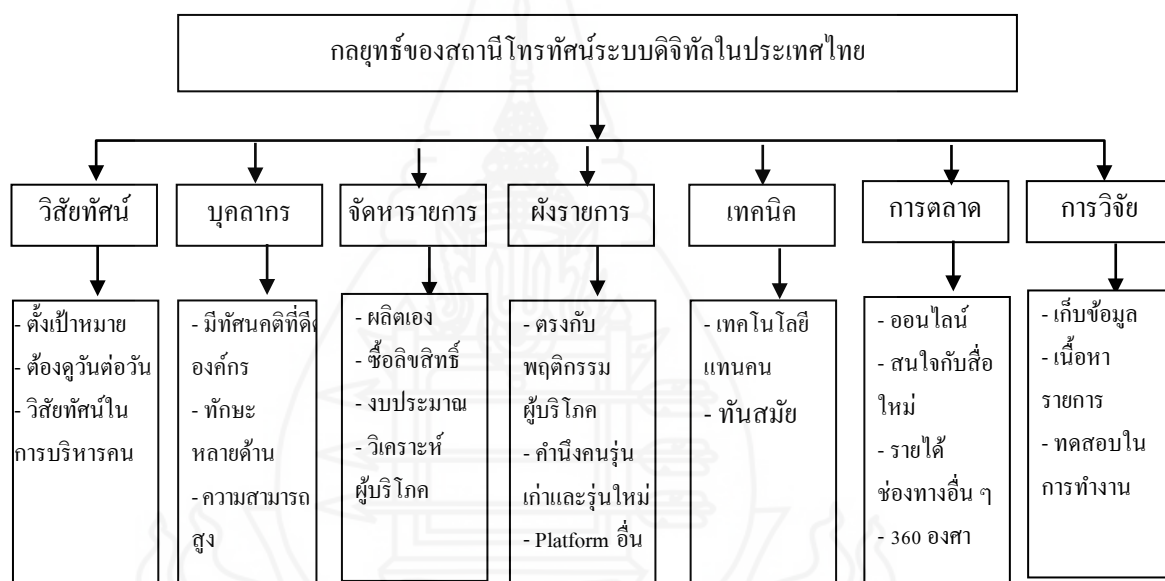 กลยุทธ์ของสถานีโทรทัศน์ระบบดิจิทัลในประเทศไทย
วิสัยทัศน์
บุคลากร
จัดหารายการ
ผังรายการ
เทคนิค
การตลาด
การวิจัย
- ตั้งเป้าหมาย
- ต้องดูวันต่อวัน
- วิสัยทัศน์ใน
การบริหารคน
- มีทัศนคติที่ดี
องค์กร
- ทักษะ
หลายด้าน
- ความสามารถ
สูง
- ผลิตเอง
- ซื้อลิขสิทธิ์
- งบประมาณ
- วิเคราะห์
ผู้บริโภค
- ตรงกับ
พฤติกรรม
ผู้บริโภค
- คำนึงคนรุ่น
เก่าและรุ่นใหม่
- Platform อื่น
- เทคโนโลยี
แทนคน
- ทันสมัย
- ออนไลน์
- สนใจกับสื่อ
ใหม่
- รายได้
ช่องทางอื่น ๆ
- 360 องศา
- เก็บข้อมูล
- เนื้อหา
รายการ
- ทดสอบใน
การทำงาน